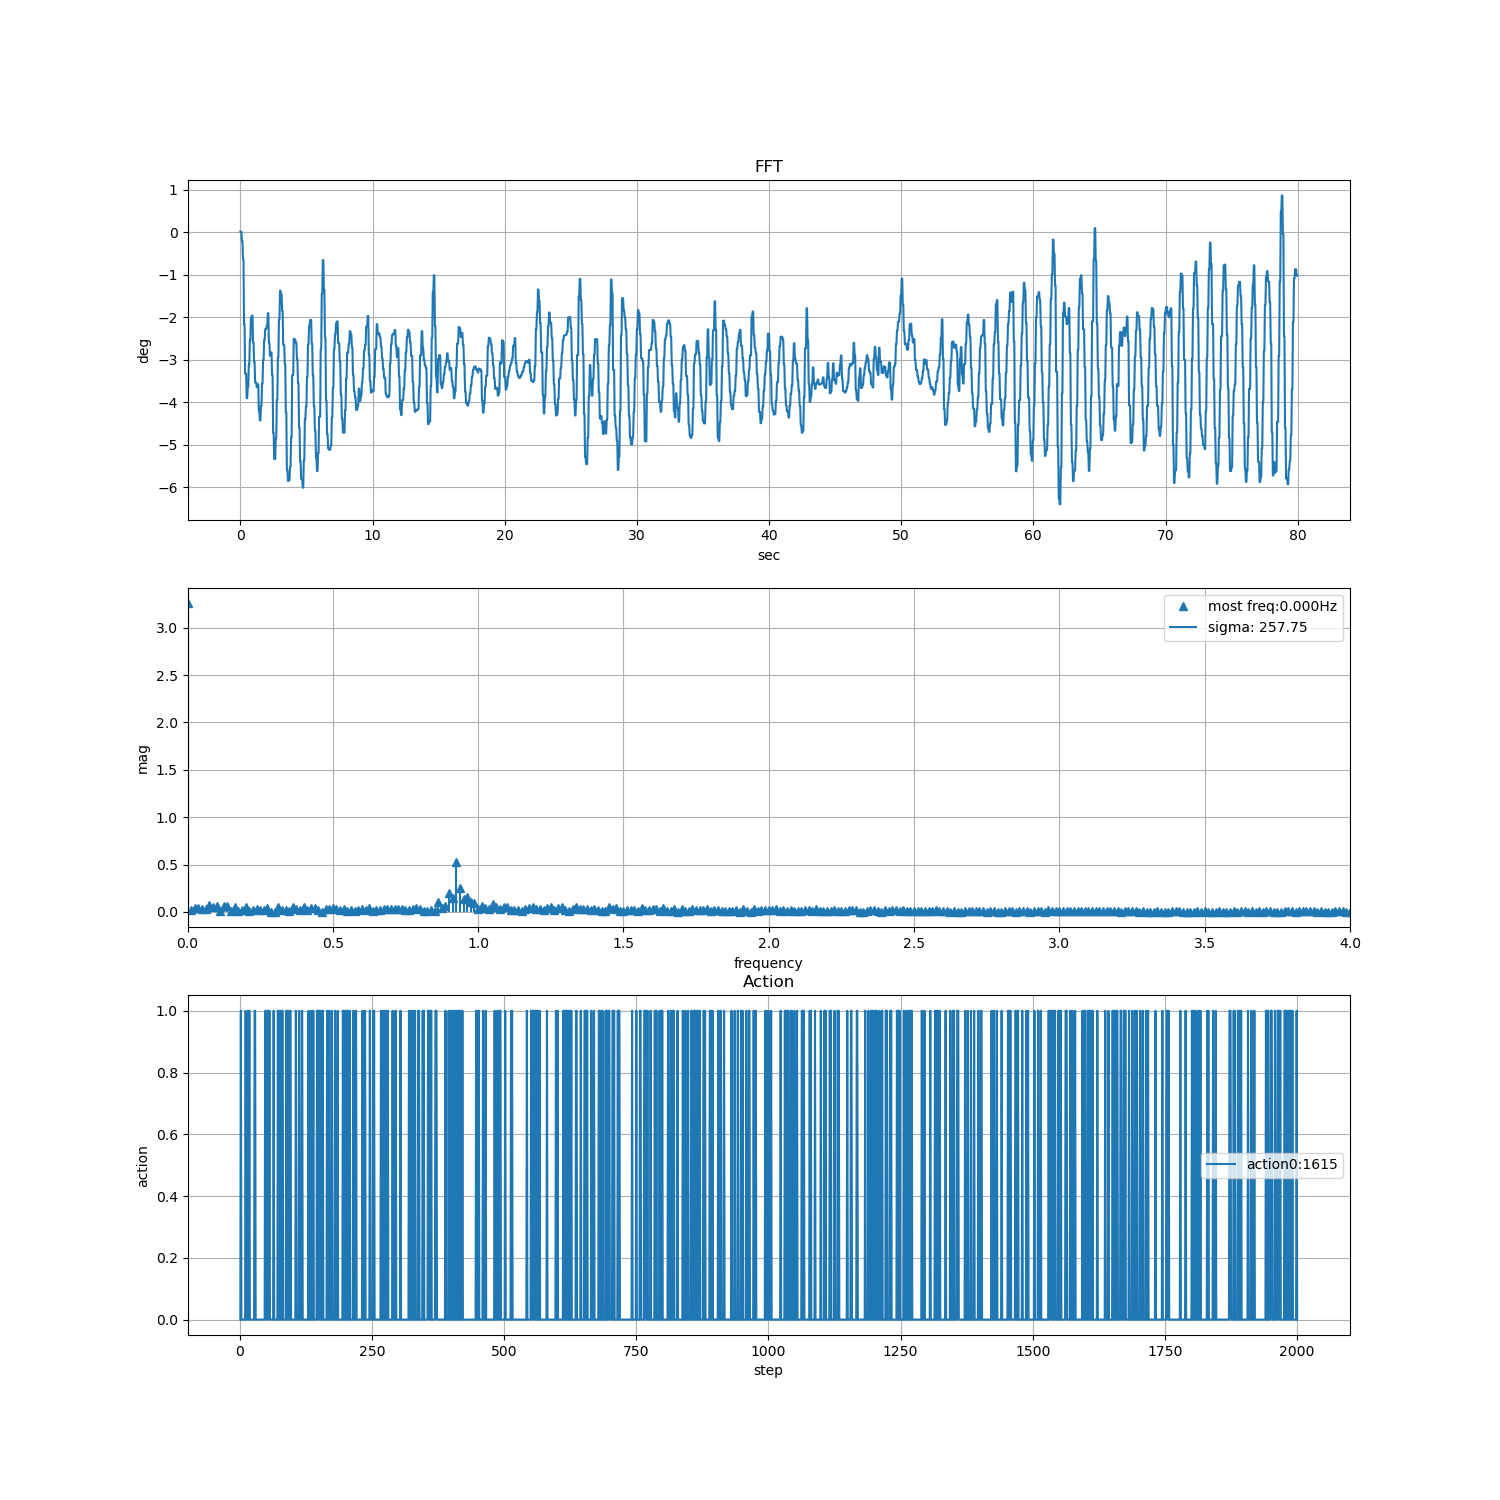 FFT
1
0
−1
−2
−3
−4
−5
−6
deg
0 10 20 30 40 50 60 70 80
sec
3.0
2.5
2.0
1.5
1.0
0.5
0.0
mag
most freq:0.000Hz
sigma: 257.75
0.0 0.5 1.0 1.5 2.0 2.5 3.0 3.5 4.0
frequency
Action
1.0
0.8
0.6
0.4
0.2
0.0
action
action0:1615
0 250 500 750 1000 1250 1500 1750 2000
step